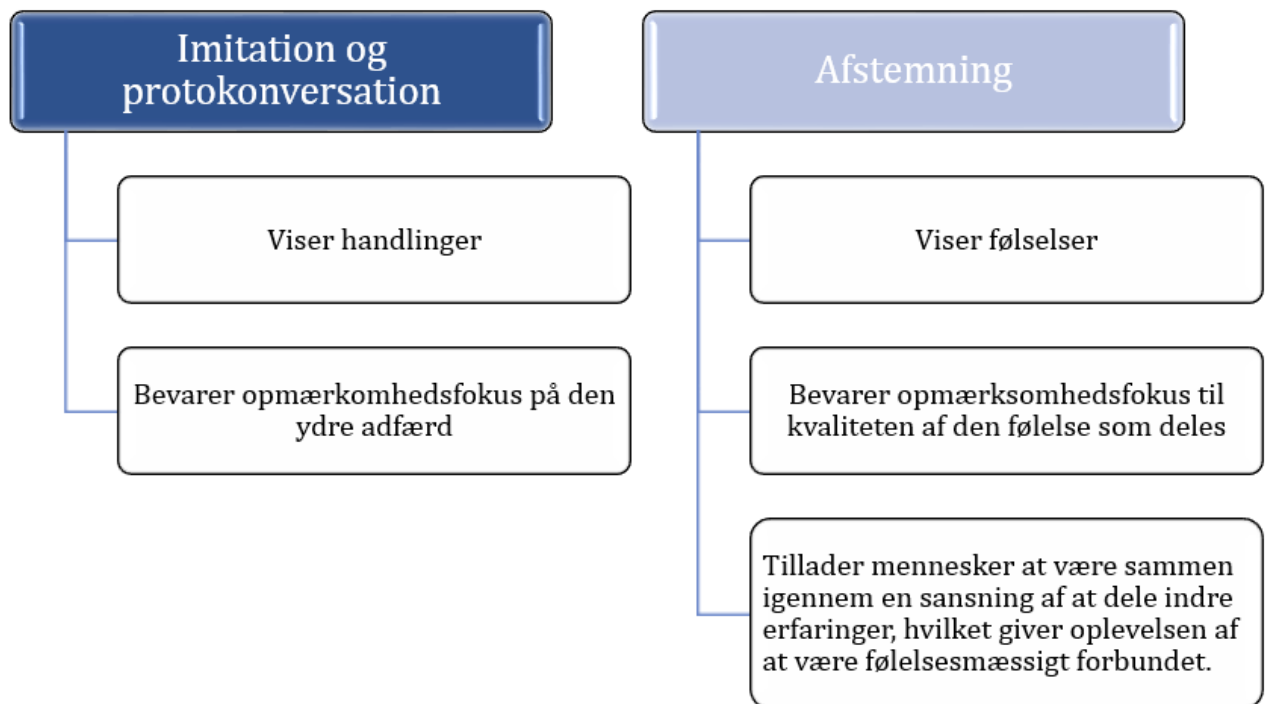 Imitation og
protokonversation
Viser handlinger
Bevarer opmærkomhedsfokus på den
ydre adfærd
Afstemning
Viser følselser
Bevarer opmærksomhedsfokus til
kvaliteten af den følelse som deles
Tillader mennesker at være sammen
igennem en sansning af at dele indre
erfaringer, hvilket giver oplevelsen af
at være følelsesmæssigt forbundet.